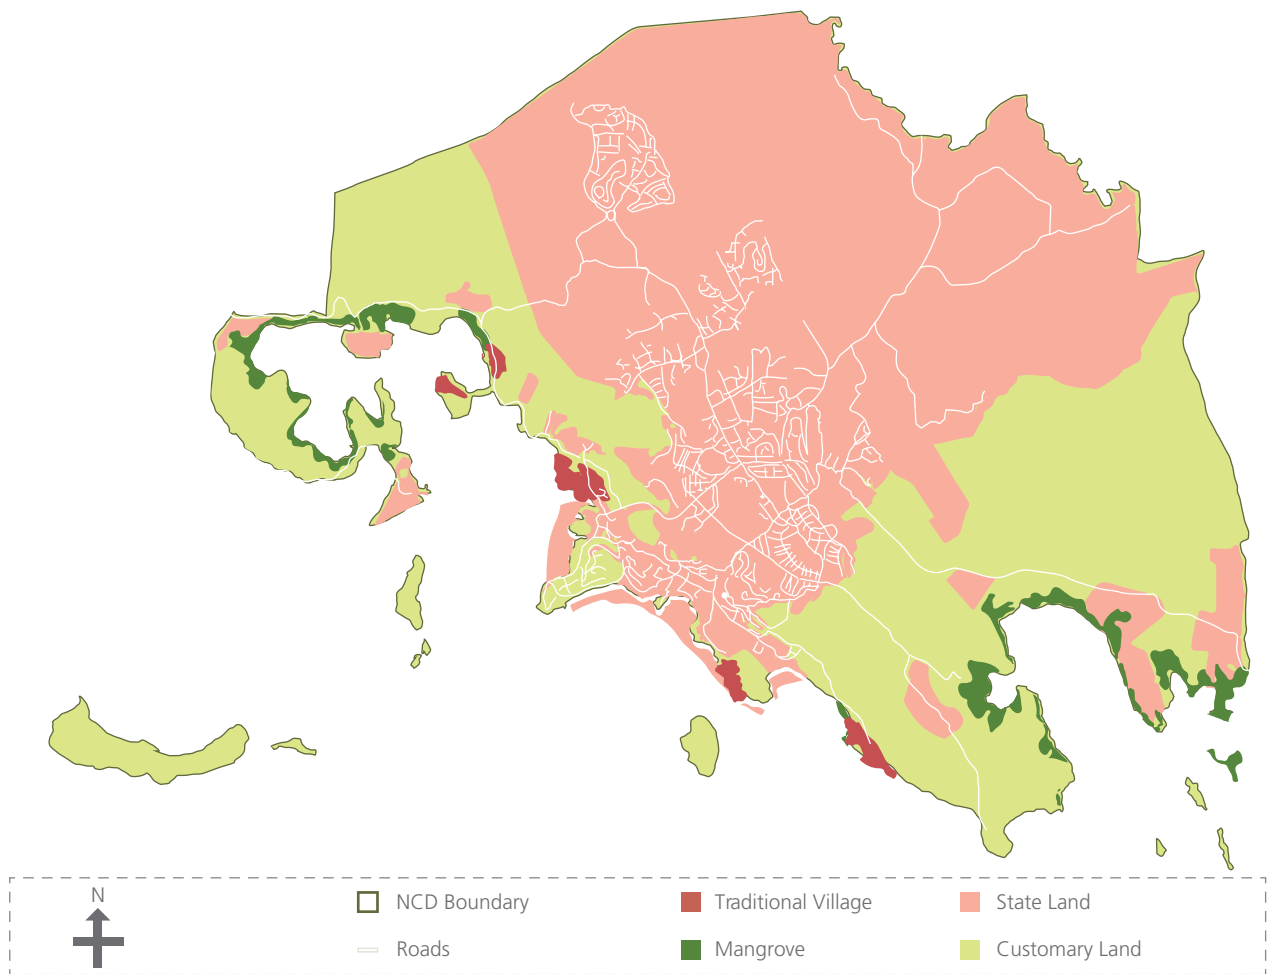 N
NCD Boundary
Traditional Village
State Land
Roads
Mangrove
Customary Land